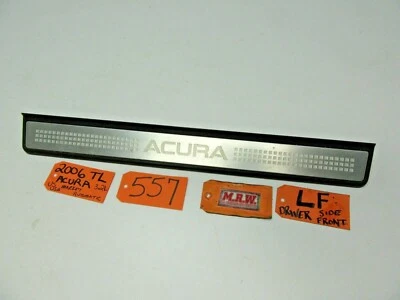 ACURA
2006 TL
ACURA
557
M.R.W.
LF
DRIVER SIDE
FRONT